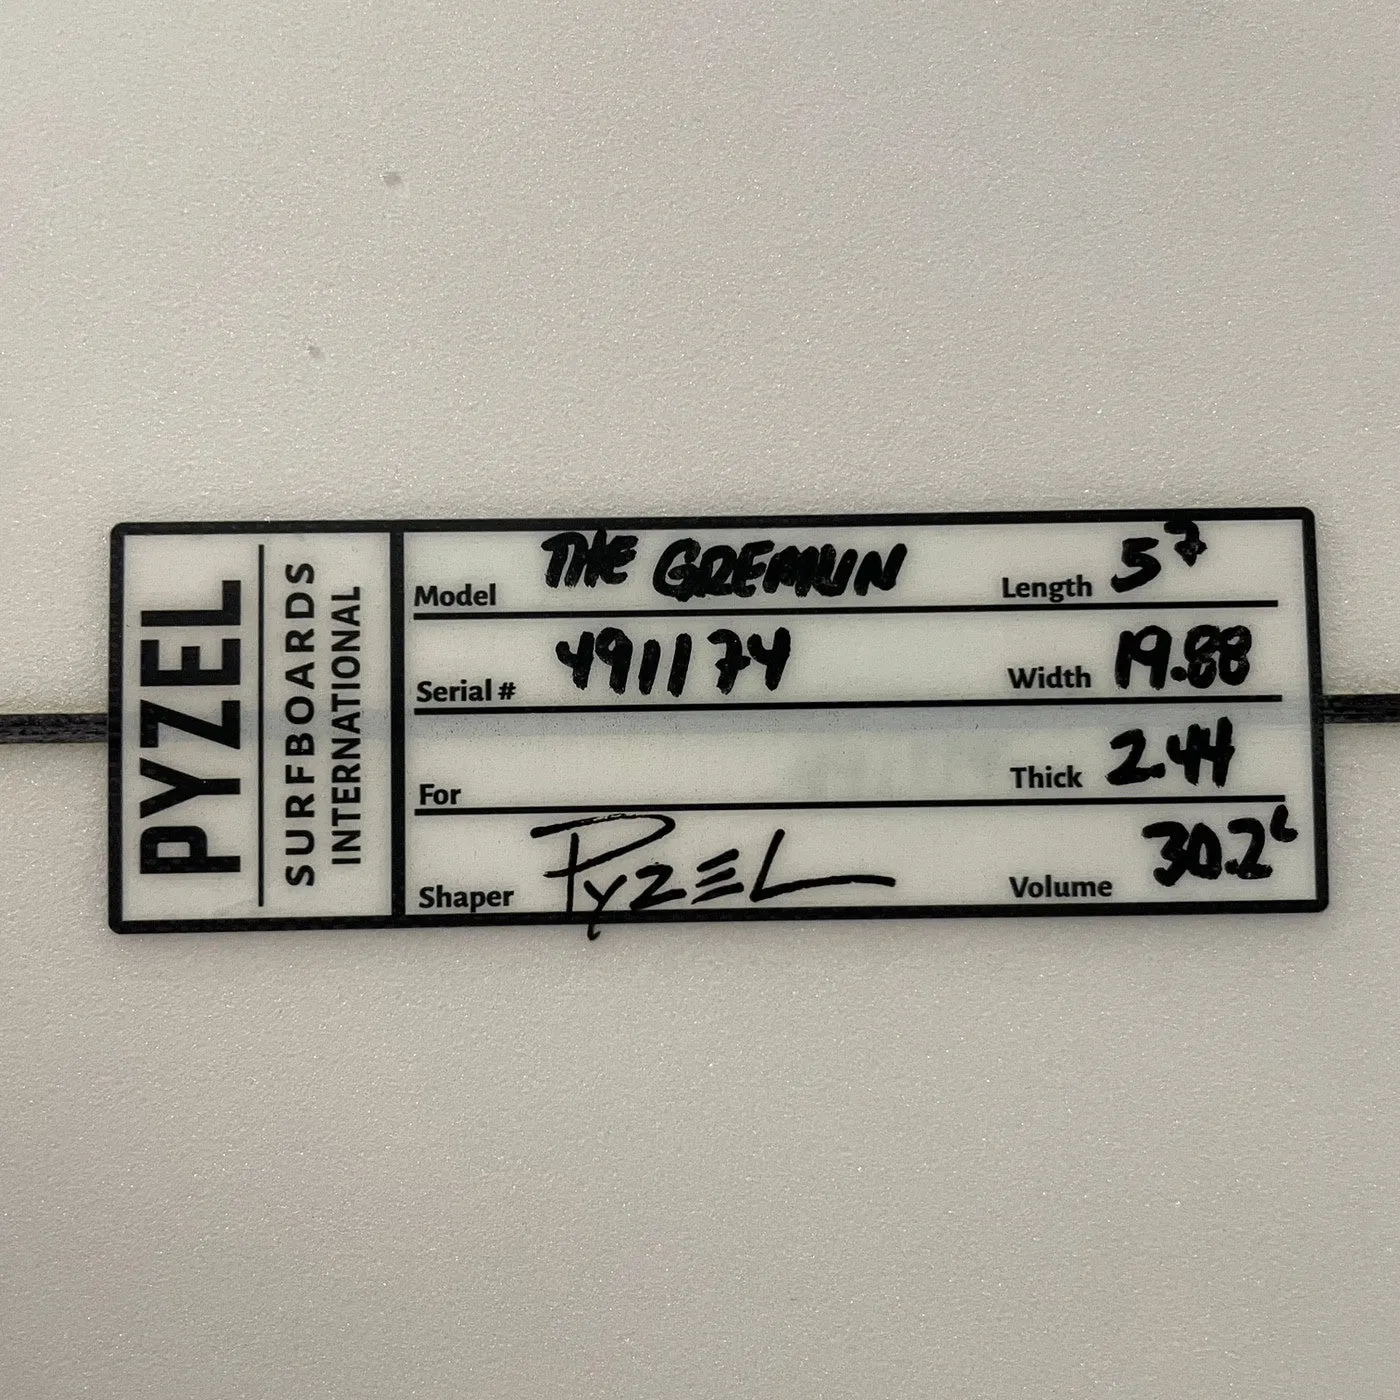 PYZEL
SURFBOARDS
INTERNATIONAL
Model THE GREMLIN Length 5 7
Serial # 491174 Width 19.88
For Thick 2.44
Shaper PYZEL Volume 30.2L